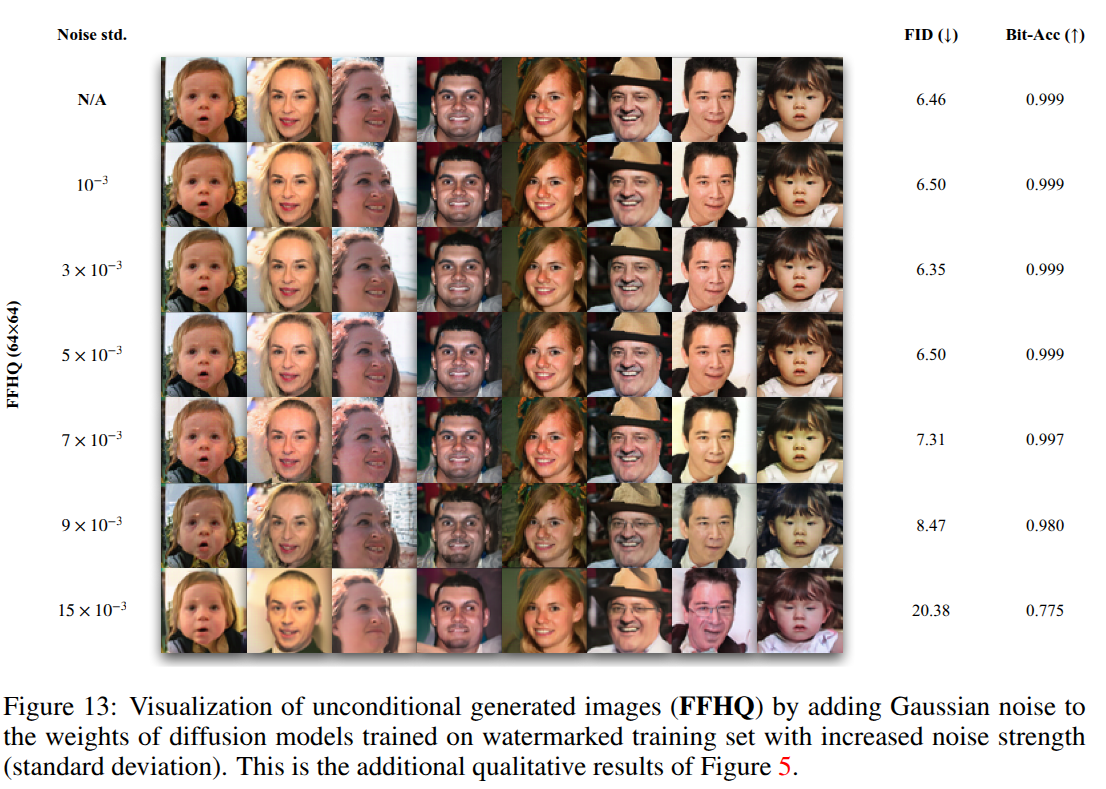 Noise std. FID (↓) Bit-Acc (↑)
N/A 6.46 0.999
10⁻³ 6.50 0.999
3 × 10⁻³ 6.35 0.999
5 × 10⁻³ 6.50 0.999
7 × 10⁻³ 7.31 0.997
9 × 10⁻³ 8.47 0.980
15 × 10⁻³ 20.38 0.775
FFHQ (64×64)
Figure 13: Visualization of unconditional generated images (FFHQ) by adding Gaussian noise to
the weights of diffusion models trained on watermarked training set with increased noise strength
(standard deviation). This is the additional qualitative results of Figure 5.